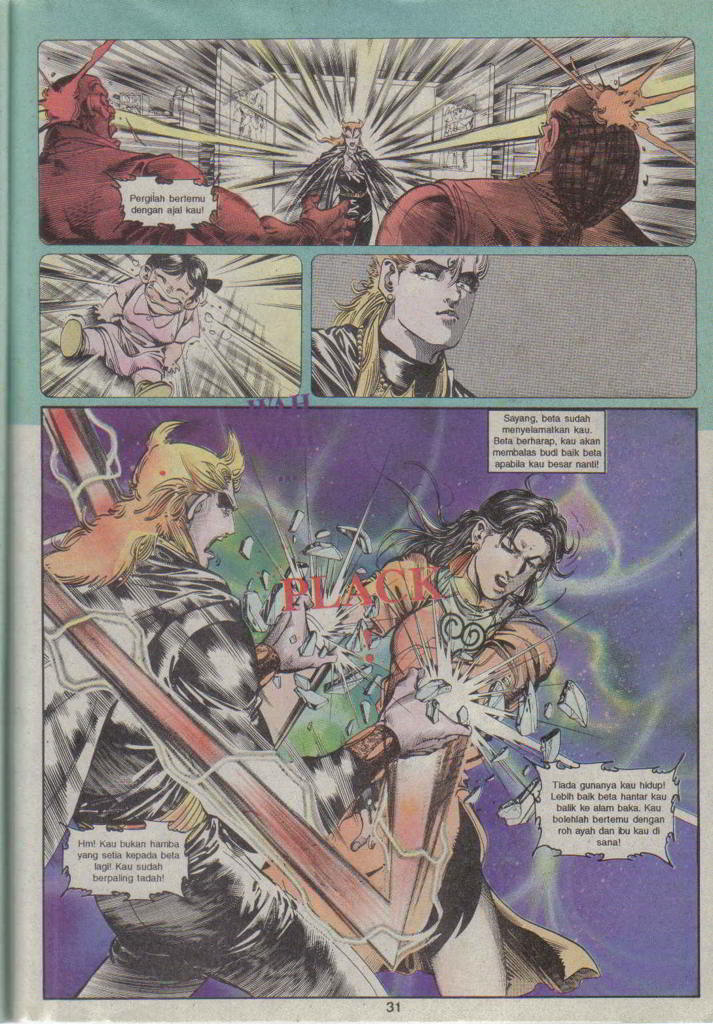 Pergilah bertemu
dengan ajal kau!
WAH
...
Sayang, beta sudah
menyelamatkan kau.
Beta berharap, kau akan
membalas budi baik beta
apabila kau besar nanti!
PLACK
!
Tiada gunanya kau hidup!
Lebih baik beta hantar kau
balik ke alam baka. Kau
bolehlah bertemu dengan
roh ayah dan ibu kau di
sana!
Hm! Kau bukan hamba
yang setia kepada beta
lagi! Kau sudah
berpaling tadah!
31